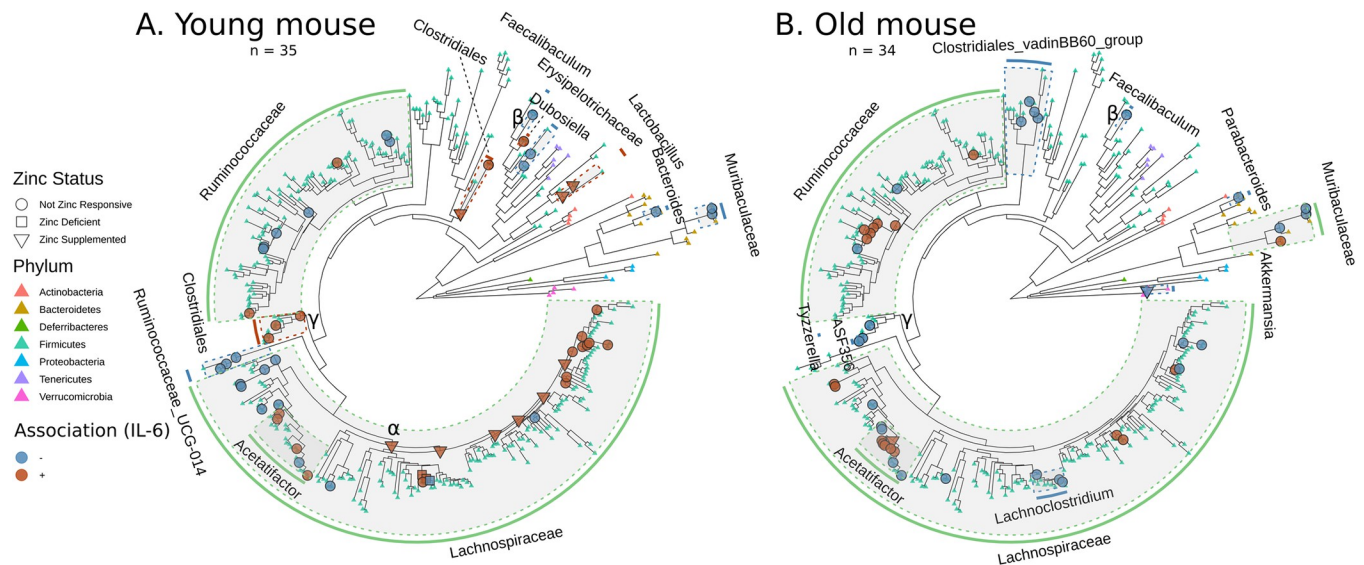 A. Young mouse
n = 35
Clostridiales
Faecalibaculum
Erysipelotrichaceae
Dubosiella
Lactobacillus
Bacteroides
Muribaculaceae
β
Ruminococcaceae
Clostridiales
γ
Ruminococcaceae_UCG-014
Acetatifactor
α
Lachnospiraceae
B. Old mouse
n = 34
Clostridiales_vadinBB60_group
Faecalibaculum
β
Parabacteroides
Muribaculaceae
Akkermansia
Ruminococcaceae
Tyzzerella
ASF356
γ
Acetatifactor
Lachnoclostridium
Lachnospiraceae
Zinc Status
Not Zinc Responsive
Zinc Deficient
Zinc Supplemented
Phylum
Actinobacteria
Bacteroidetes
Deferribacteres
Firmicutes
Proteobacteria
Tenericutes
Verrucomicrobia
Association (IL-6)
-
+